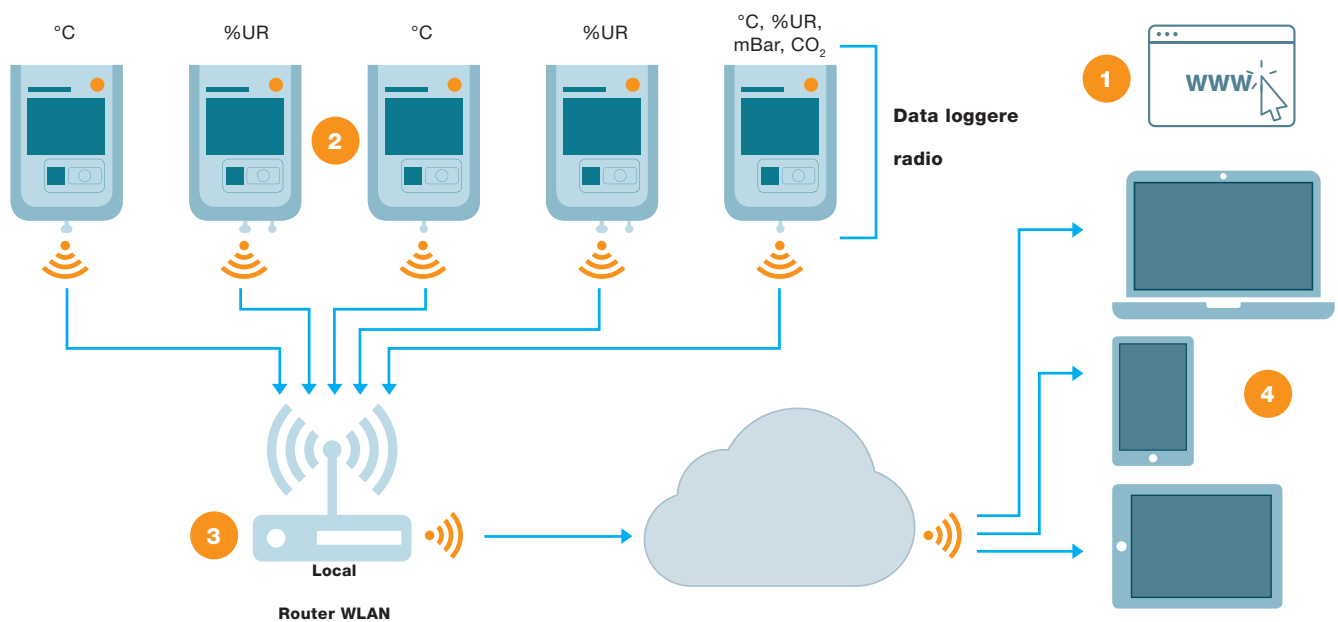 °C
%UR
°C
%UR
°C, %UR,
mBar, CO₂
1
www
2
Data loggere
radio
4
3
Local
Router WLAN